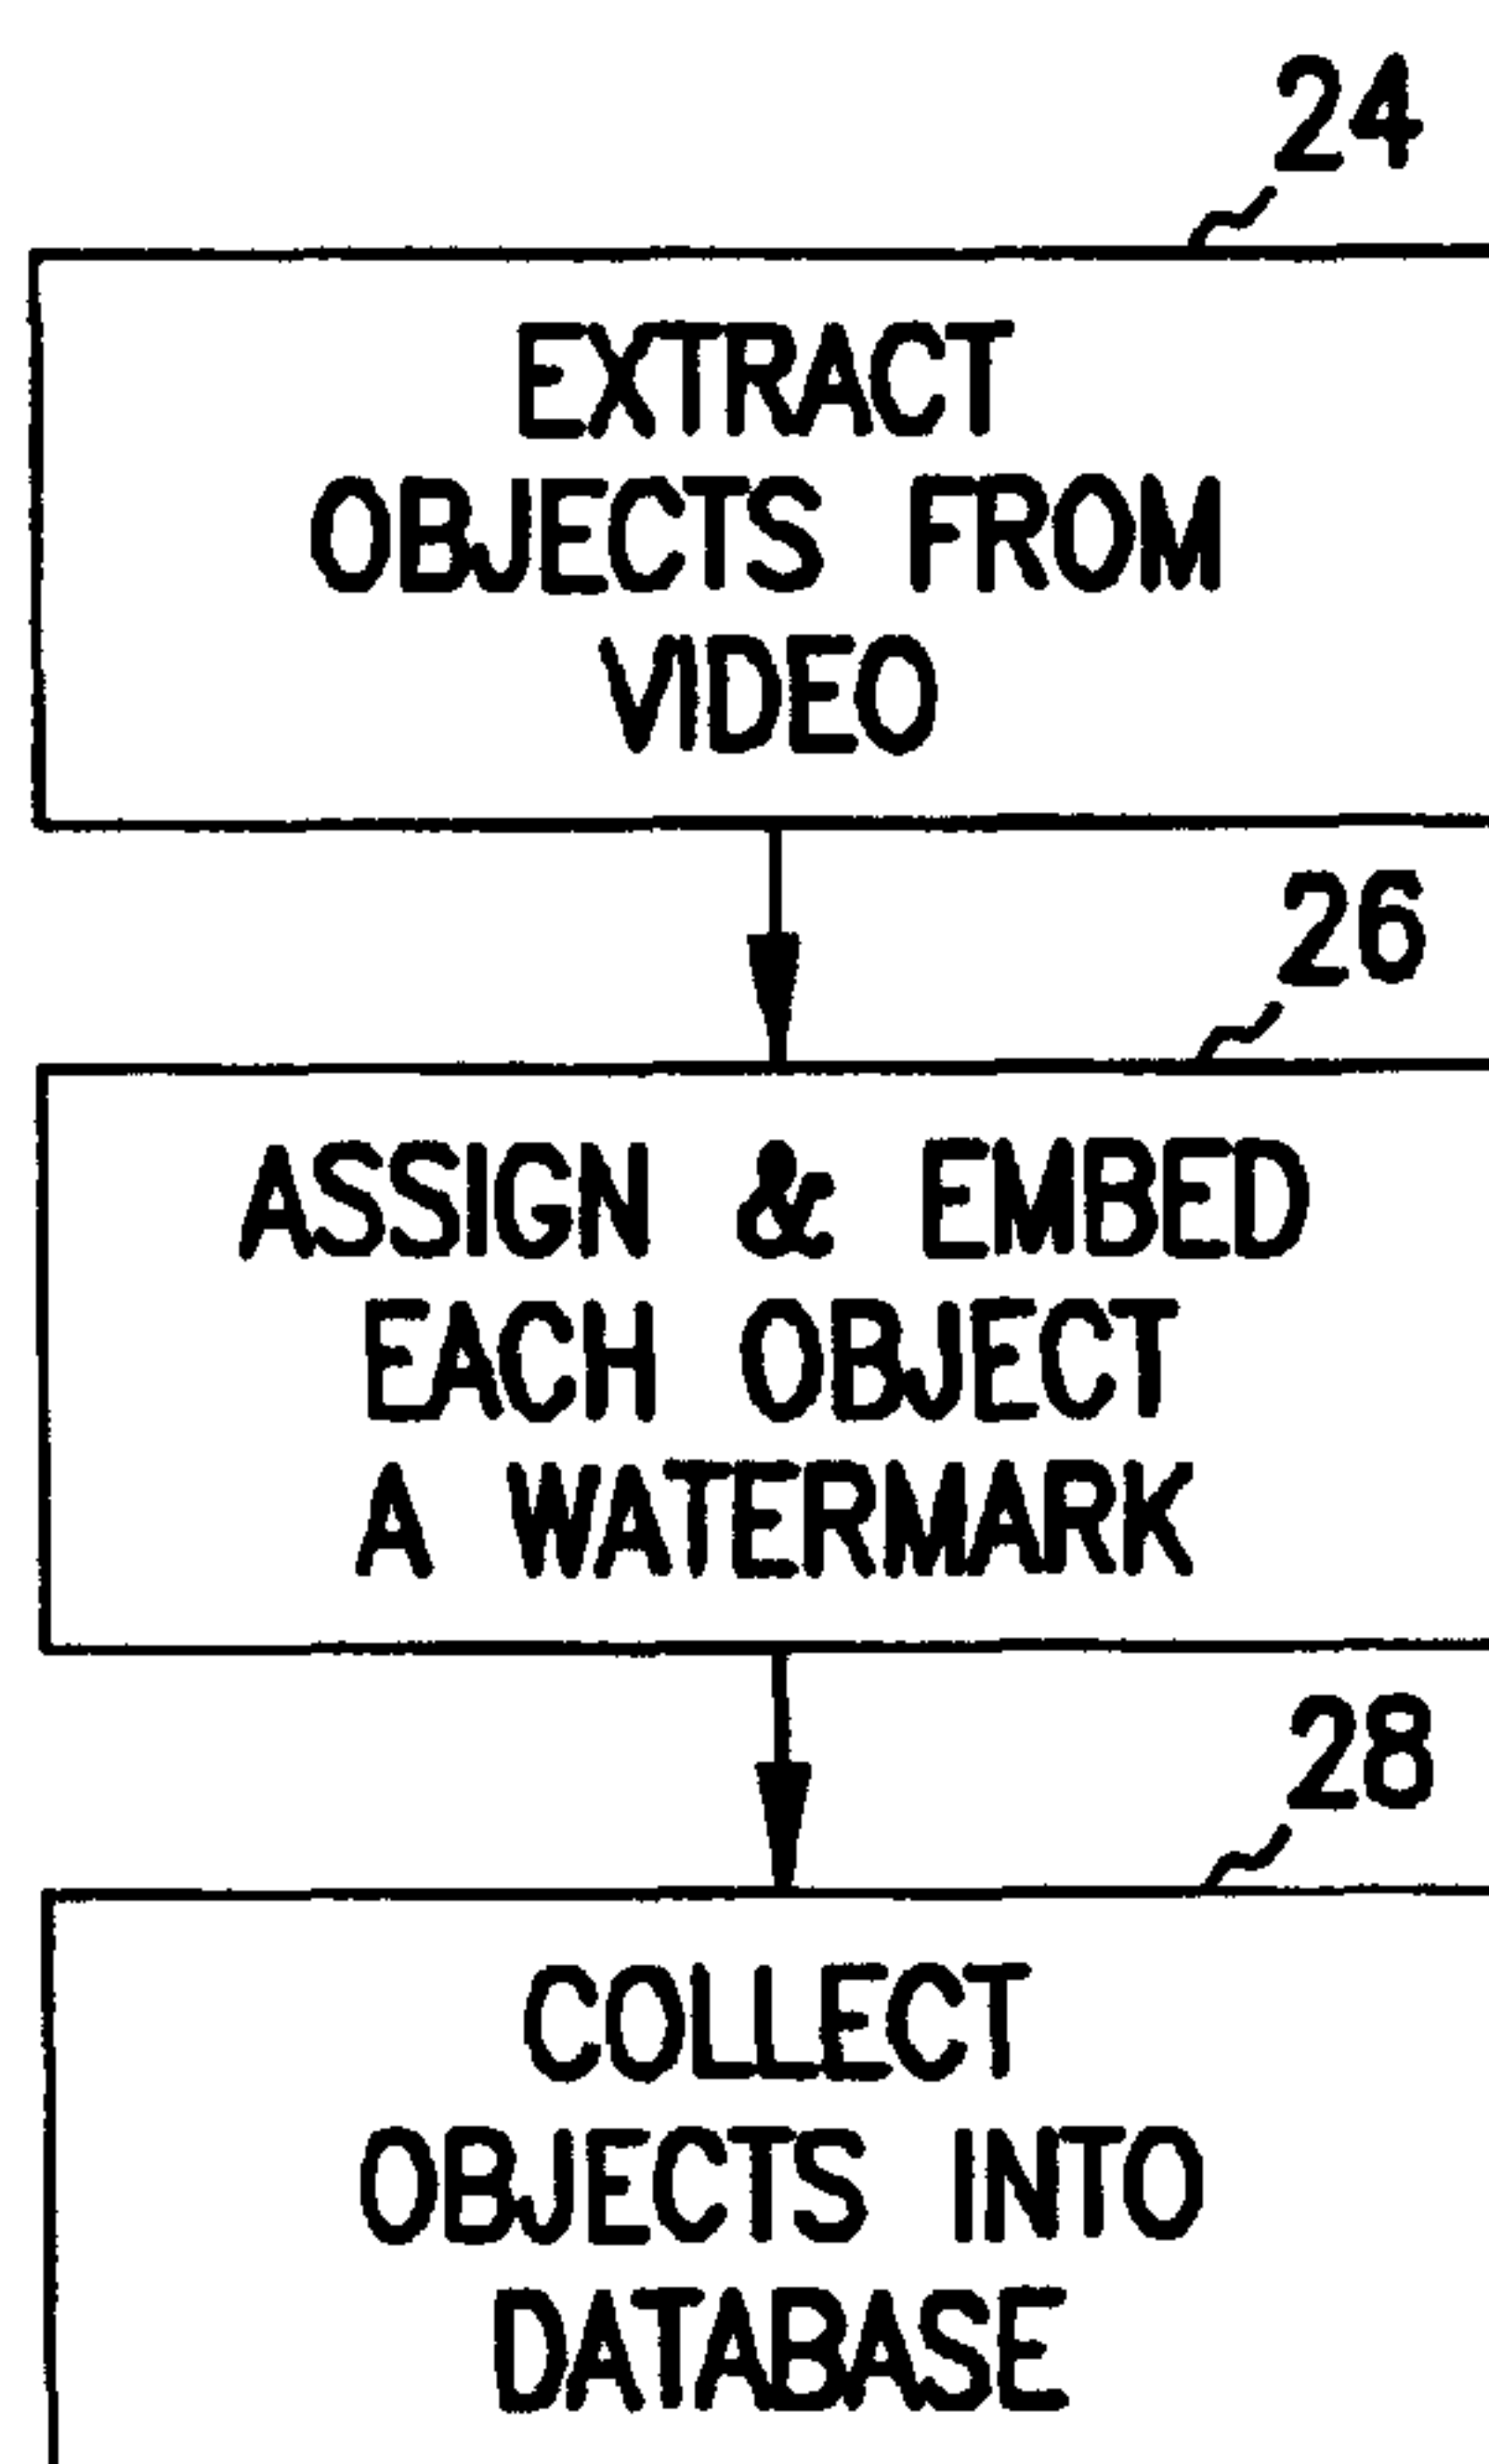 24
EXTRACT
OBJECTS FROM
VIDEO
26
ASSIGN & EMBED
EACH OBJECT
A WATERMARK
28
COLLECT
OBJECTS INTO
DATABASE